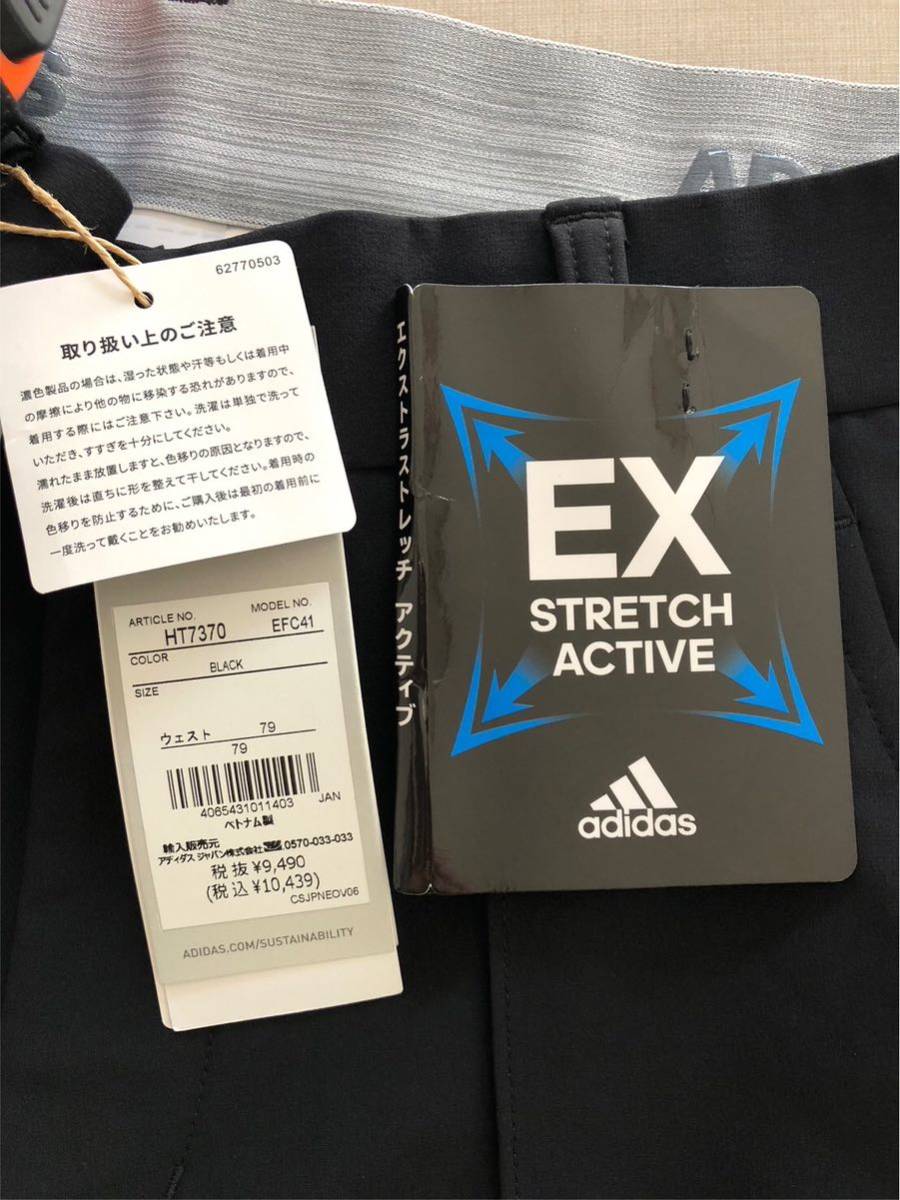 62770503
取り扱い上のご注意
濃色製品の場合は、湿った状態や汗等もしくは着用中
の摩擦により他の物に移染する恐れがありますので、
着用する際にはご注意下さい。洗濯は単独で洗って
いただき、すすぎを十分にしてください。
濡れたまま放置しますと、色移りの原因となりますので、
洗濯後は直ちに形を整えて干してください。着用時の
色移りを防止するために、ご購入後は最初の着用前に
一度洗って戴くことをお勧めいたします。
ARTICLE NO. MODEL NO.
HT7370 EFC41
COLOR
BLACK
SIZE
ウェスト 79
79
4065431011403 JAN
ベトナム製
輸入販売元
アディダス ジャパン株式会社 0570-033-033
税抜¥9,490
(税込¥10,439)
CSJPNEOV06
ADIDAS.COM/SUSTAINABILITY
エクストラストレッチ アクティブ
EX
STRETCH
ACTIVE
adidas